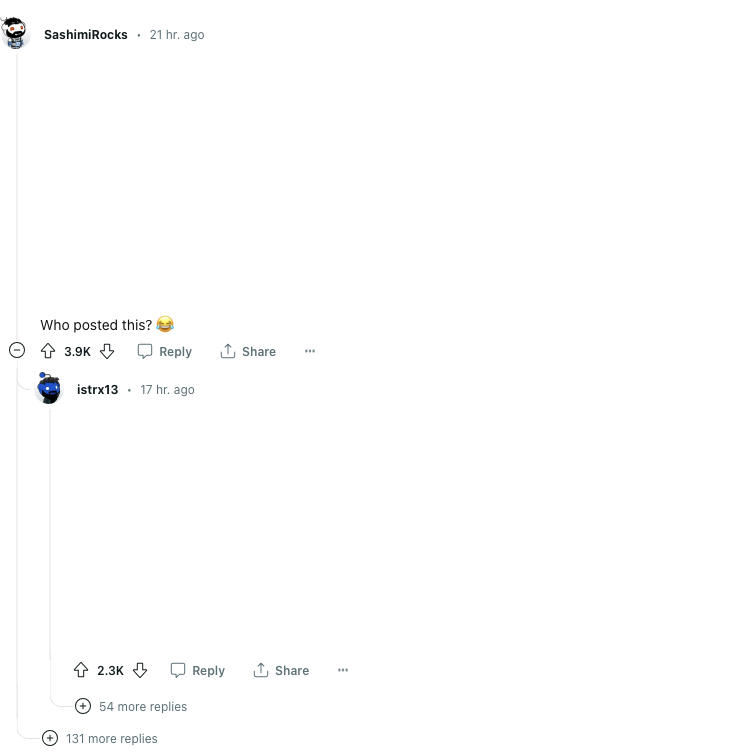 SashimiRocks • 21 hr. ago
Who posted this? 😂
3.9K Reply Share ···
istrx13 • 17 hr. ago
2.3K Reply Share ···
54 more replies
131 more replies